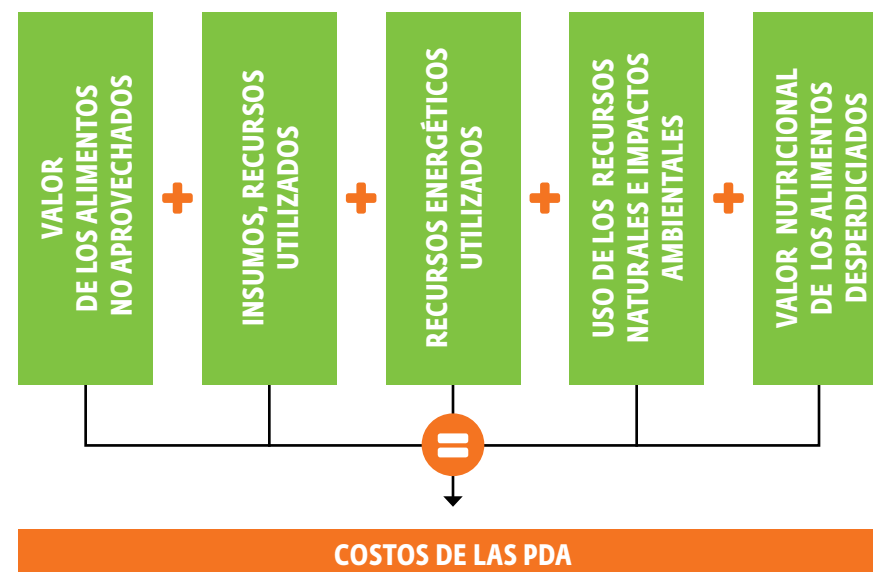 VALOR
DE LOS ALIMENTOS
NO APROVECHADOS
+
INSUMOS, RECURSOS
UTILIZADOS
+
RECURSOS ENERGÉTICOS
UTILIZADOS
+
USO DE LOS RECURSOS
NATURALES E IMPACTOS
AMBIENTALES
+
VALOR NUTRICIONAL
DE LOS ALIMENTOS
DESPERDICIADOS
=
COSTOS DE LAS PDA